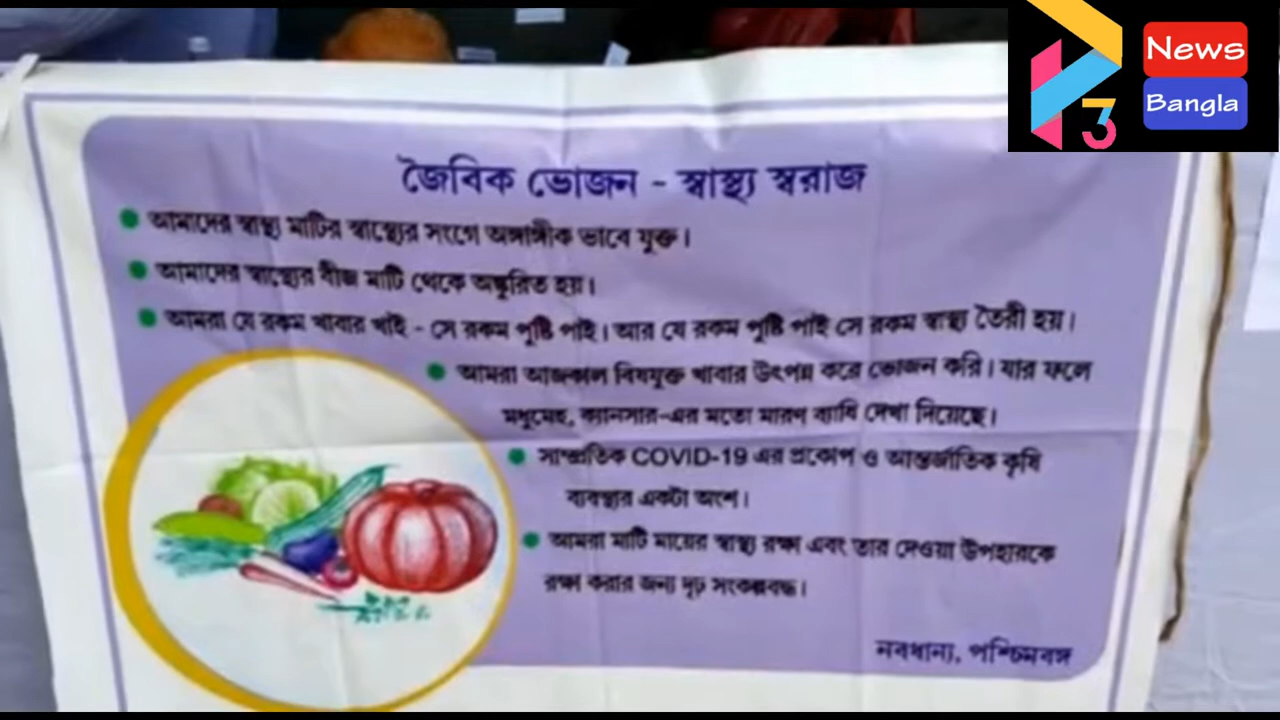 News
Bangla
3
জৈবিক ভোজন - স্বাস্থ্য স্বরাজ
আমাদের স্বাস্থ্য মাটির স্বাস্থ্যের সংগে অঙ্গাঙ্গীক ভাবে যুক্ত।
আমাদের স্বাস্থ্যের বীজ মাটি থেকে অঙ্কুরিত হয়।
আমরা যে রকম খাবার খাই - সে রকম পুষ্টি পাই। আর যে রকম পুষ্টি পাই সে রকম স্বাস্থ্য তৈরী হয়।
আমরা আজকাল বিষযুক্ত খাবার উৎপন্ন করে ভোজন করি। যার ফলে
মধুমেহ, ক্যানসার-এর মতো মারণ ব্যাধি দেখা দিয়েছে।
সাম্প্রতিক COVID-19 এর প্রকোপ ও আন্তর্জাতিক কৃষি
ব্যবস্থার একটা অংশ।
আমরা মাটি মায়ের স্বাস্থ্য রক্ষা এবং তার দেওয়া উপহারকে
রক্ষা করার জন্য দৃঢ় সংকল্পবদ্ধ।
নবধান্য, পশ্চিমবঙ্গ